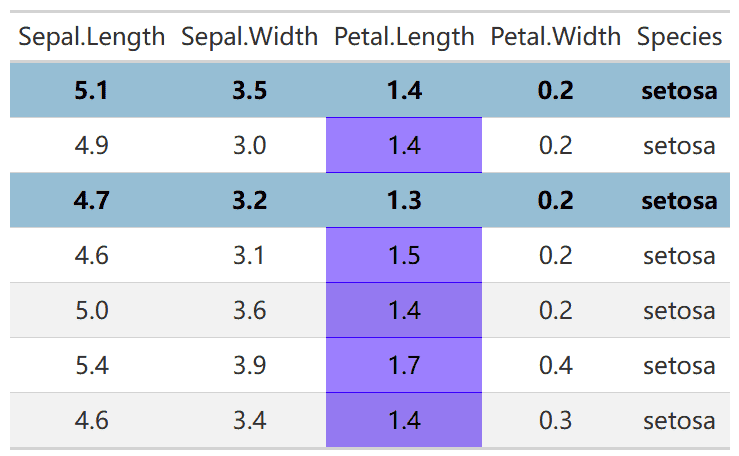 Sepal.Length Sepal.Width Petal.Length Petal.Width Species
5.1 3.5 1.4 0.2 setosa
4.9 3.0 1.4 0.2 setosa
4.7 3.2 1.3 0.2 setosa
4.6 3.1 1.5 0.2 setosa
5.0 3.6 1.4 0.2 setosa
5.4 3.9 1.7 0.4 setosa
4.6 3.4 1.4 0.3 setosa